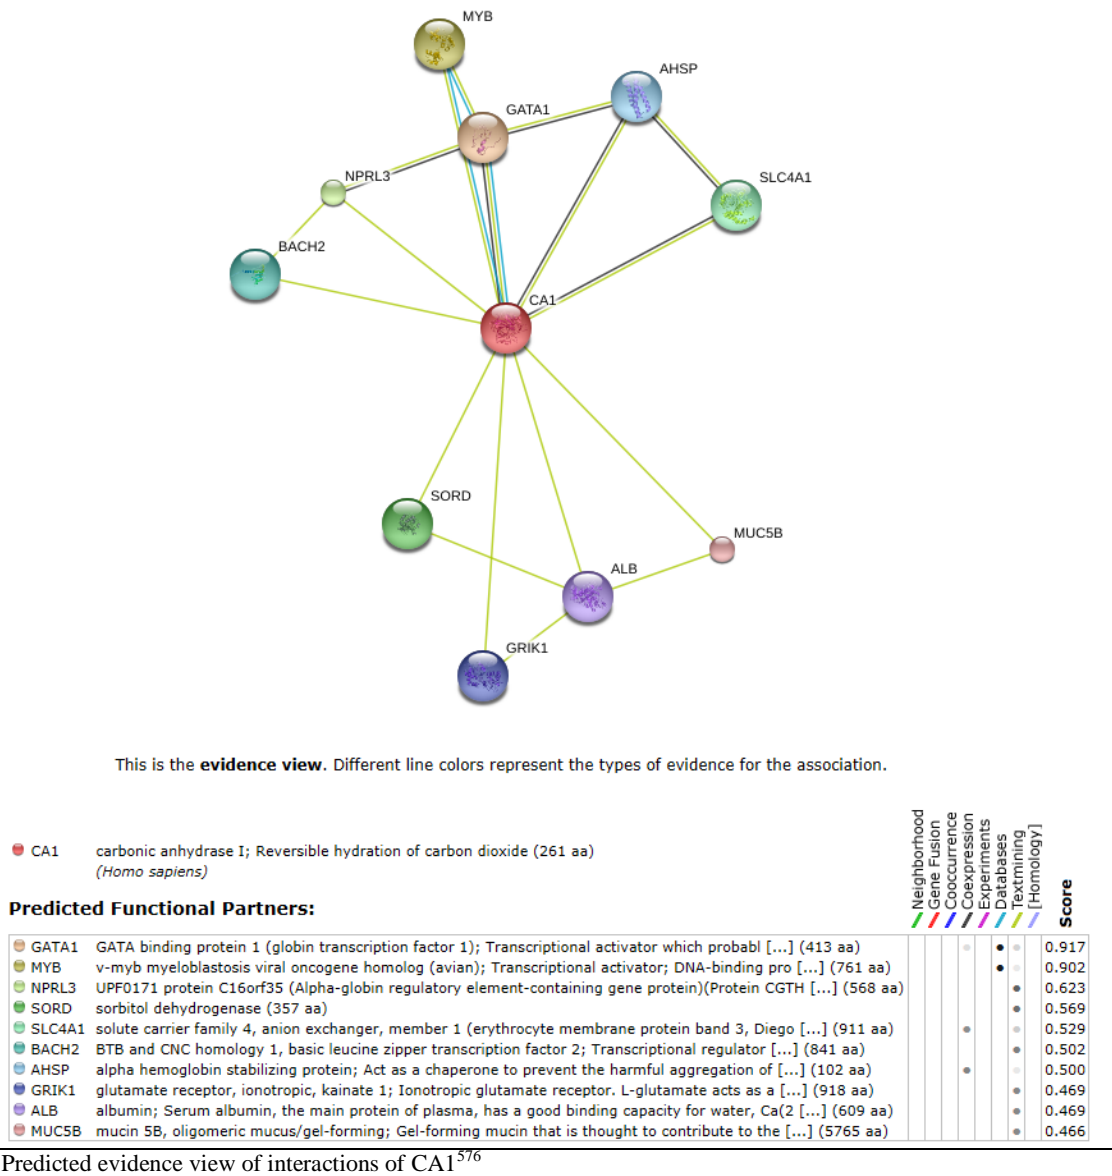 MYB
AHSP
GATA1
NPRL3
SLC4A1
BACH2
CA1
SORD
MUC5B
ALB
GRIK1
This is the evidence view. Different line colors represent the types of evidence for the association.
Neighborhood
Gene Fusion
Cooccurrence
Coexpression
Experiments
Databases
Textmining
[Homology]
Score
CA1 carbonic anhydrase I; Reversible hydration of carbon dioxide (261 aa)
(Homo sapiens)
Predicted Functional Partners:
GATA1 GATA binding protein 1 (globin transcription factor 1); Transcriptional activator which probabl [...] (413 aa) 0.917
MYB v-myb myeloblastosis viral oncogene homolog (avian); Transcriptional activator; DNA-binding pro [...] (761 aa) 0.902
NPRL3 UPF0171 protein C16orf35 (Alpha-globin regulatory element-containing gene protein)(Protein CGTH [...] (568 aa) 0.623
SORD sorbitol dehydrogenase (357 aa) 0.569
SLC4A1 solute carrier family 4, anion exchanger, member 1 (erythrocyte membrane protein band 3, Diego [...] (911 aa) 0.529
BACH2 BTB and CNC homology 1, basic leucine zipper transcription factor 2; Transcriptional regulator [...] (841 aa) 0.502
AHSP alpha hemoglobin stabilizing protein; Act as a chaperone to prevent the harmful aggregation of [...] (102 aa) 0.500
GRIK1 glutamate receptor, ionotropic, kainate 1; Ionotropic glutamate receptor. L-glutamate acts as a [...] (918 aa) 0.469
ALB albumin; Serum albumin, the main protein of plasma, has a good binding capacity for water, Ca(2 [...] (609 aa) 0.469
MUC5B mucin 5B, oligomeric mucus/gel-forming; Gel-forming mucin that is thought to contribute to the [...] (5765 aa) 0.466
Predicted evidence view of interactions of CA1576